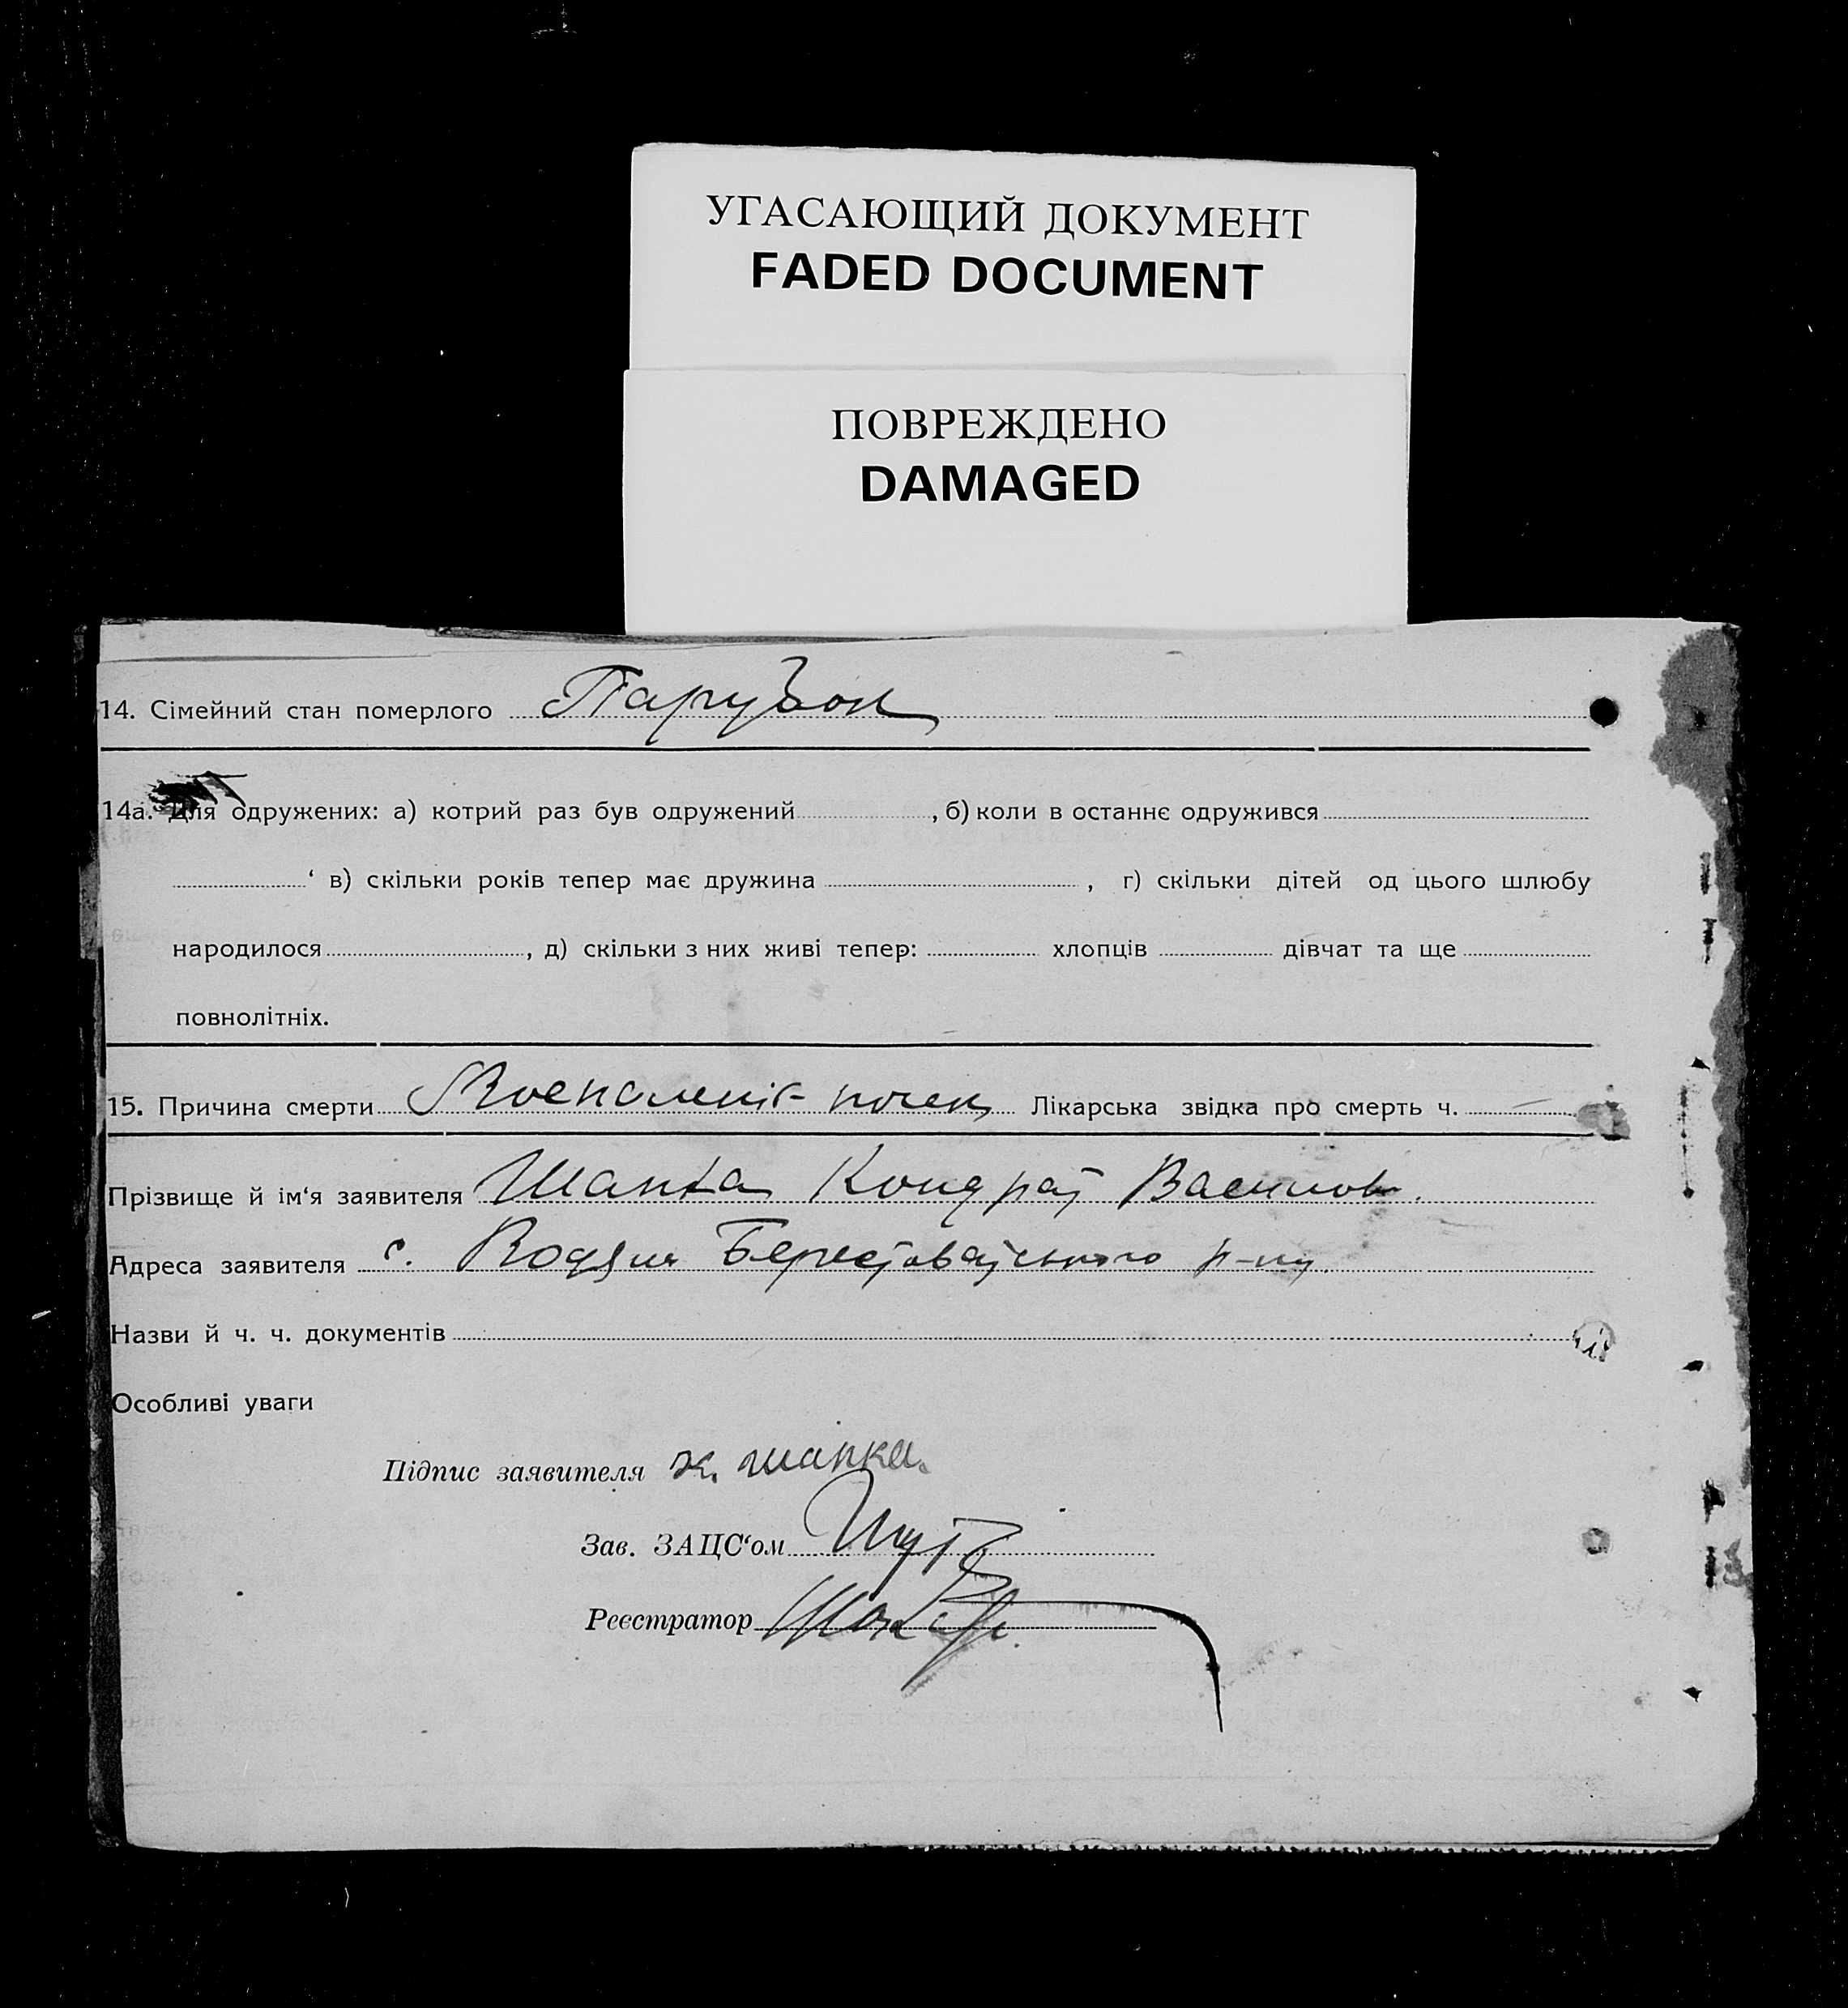 УГАСАЮЩИЙ ДОКУМЕНТ
FADED DOCUMENT
ПОВРЕЖДЕНО
DAMAGED
14. Сімейний стан померлого Парубок
14а. Для одружених: а) котрий раз був одружений , б) коли в останнє одружився
‘ в) скільки років тепер має дружина , г) скільки дітей од цього шлюбу
народилося , д) скільки з них живі тепер: хлопців дівчат та ще
повнолітніх.
15. Причина смерти почек Лікарська звідка про смерть ч.
Прізвище й ім‘я заявителя Шапка Кондрат Васильов.
Адреса заявителя с. Водяна р-ну.
Назви й ч. ч. документів
Особливі уваги
Підпис заявителя к. шапка.
Зав. ЗАЦС‘ом
Реєстратор